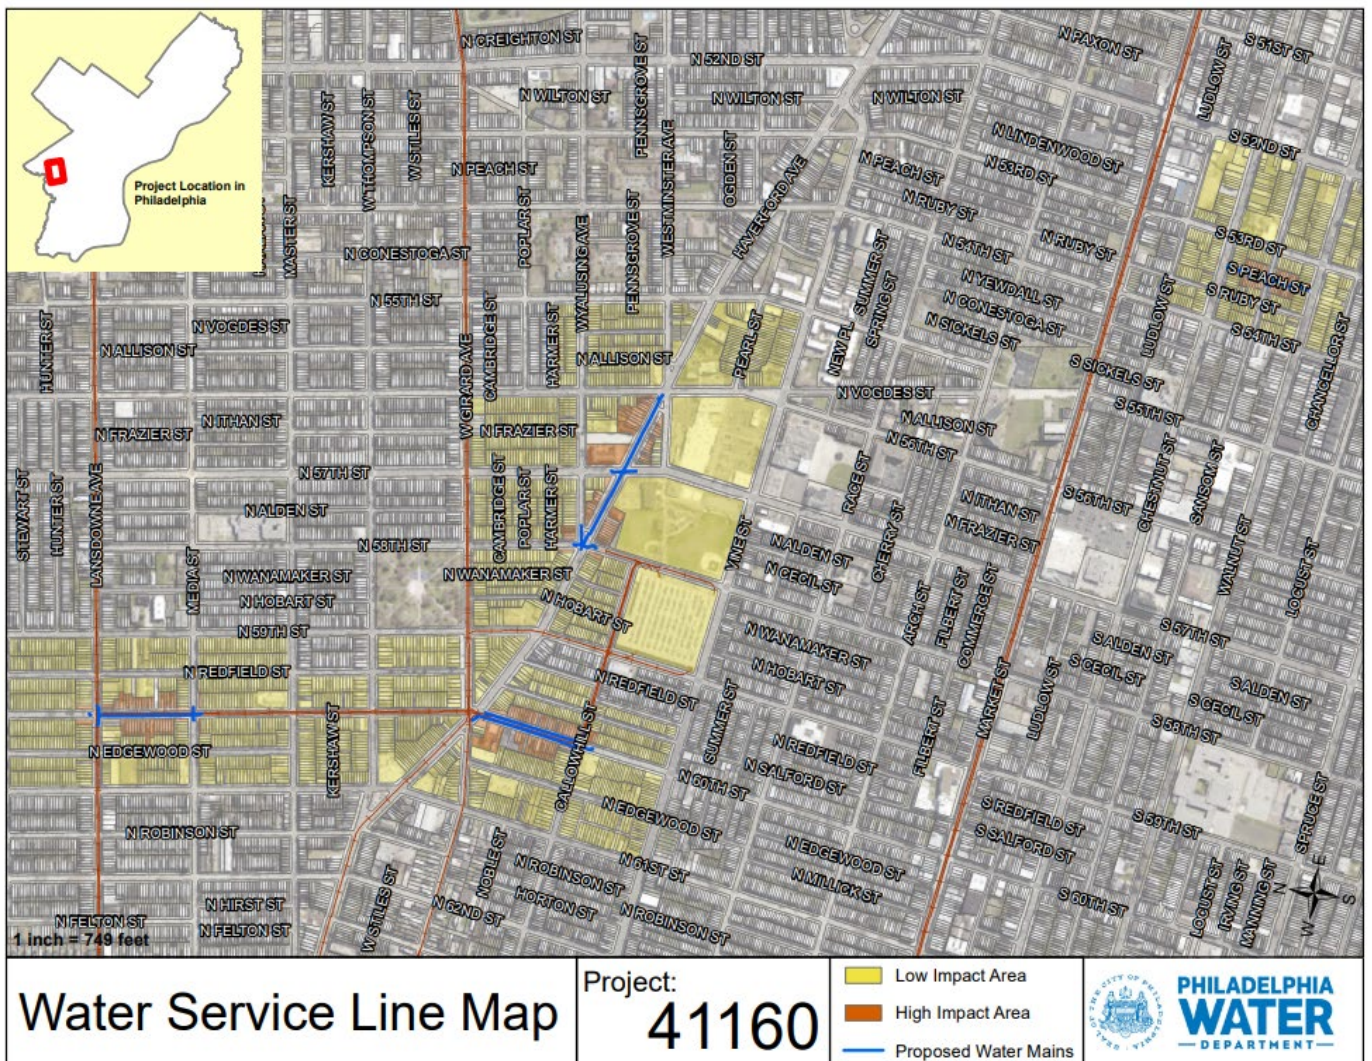 Project Location in
Philadelphia
N CREIGHTON ST
N 52ND ST
N PAXON ST
S 51ST ST
LUDLOW ST
PENNSGROVE ST
N WILTON ST
N WILTON ST
N WILTON ST
KERSHAW ST
W THOMPSON ST
W STILES ST
N LINDENWOOD ST
S 52ND ST
N PEACH ST
WESTMINSTER AVE
OGDEN ST
HAVERFORD AVE
N PEACH ST
N 53RD ST
MASTER ST
POPLAR ST
WYALUSING AVE
PENNSGROVE ST
N RUBY ST
N CONESTOGA ST
SUMMER ST
N 54TH ST
N RUBY ST
S 53RD ST
S PEACH ST
N 55TH ST
SPRING ST
N YEWDALL ST
LUDLOW ST
S RUBY ST
HUNTER ST
N VOGDES ST
N CONESTOGA ST
N SICKELS ST
S 54TH ST
N ALLISON ST
W GIRARD AVE
CAMBRIDGE ST
HARMER ST
N ALLISON ST
PEARL ST
NEW PL
S SICKELS ST
CHANCELLOR ST
N VOGDES ST
S 55TH ST
N ITHAN ST
N FRAZIER ST
N FRAZIER ST
N ALLISON ST
N 56TH ST
N 57TH ST
STEWART ST
HUNTER ST
LANSDOWNE AVE
CAMBRIDGE ST
POPLAR ST
HARMER ST
RACE ST
CHESTNUT ST
SANSOM ST
N ALDEN ST
N ITHAN ST
S 56TH ST
N 58TH ST
N FRAZIER ST
MEDIA ST
N WANAMAKER ST
N WANAMAKER ST
VINE ST
N ALDEN ST
CHERRY ST
N CECIL ST
WALNUT ST
LOCUST ST
N HOBART ST
N HOBART ST
ARCH ST
FILBERT ST
COMMERCE ST
N 59TH ST
N WANAMAKER ST
S ALDEN ST
S 57TH ST
N REDFIELD ST
N REDFIELD ST
N HOBART ST
S CECIL ST
S ALDEN ST
MARKET ST
LUDLOW ST
S CECIL ST
KERSHAW ST
SUMMER ST
S 58TH ST
N EDGEWOOD ST
CALLOWHILL ST
N REDFIELD ST
FILBERT ST
N 60TH ST
N SALFORD ST
N ROBINSON ST
N EDGEWOOD ST
S REDFIELD ST
S 59TH ST
SPRUCE ST
S SALFORD ST
NOBLE ST
N ROBINSON ST
N 61ST ST
N EDGEWOOD ST
N MILLICK ST
N HIRST ST
W STILES ST
HORTON ST
S 60TH ST
LOCUST ST
IRVING ST
MANNING ST
N FELTON ST
N FELTON ST
N 62ND ST
N ROBINSON ST
1 inch = 749 feet
N
E
S
W
Water Service Line Map
Project:
41160
Low Impact Area
High Impact Area
Proposed Water Mains
PHILADELPHIA
WATER
DEPARTMENT